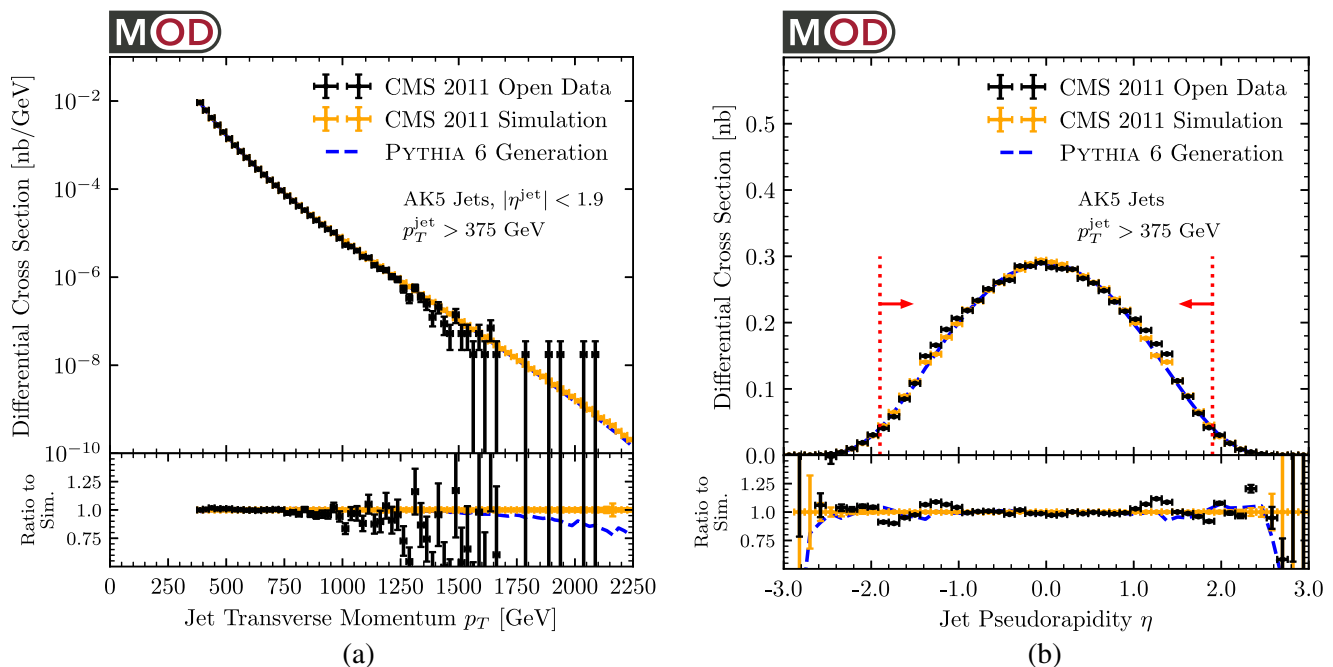 MOD
Differential Cross Section [nb/GeV]
10⁻²
10⁻⁴
10⁻⁶
10⁻⁸
10⁻¹⁰
CMS 2011 Open Data
CMS 2011 Simulation
PYTHIA 6 Generation
AK5 Jets, |η^jet| < 1.9
p_T^jet > 375 GeV
Ratio to
Sim.
1.25
1.0
0.75
0 250 500 750 1000 1250 1500 1750 2000 2250
Jet Transverse Momentum p_T [GeV]
(a)
MOD
Differential Cross Section [nb]
0.5
0.4
0.3
0.2
0.1
0.0
CMS 2011 Open Data
CMS 2011 Simulation
PYTHIA 6 Generation
AK5 Jets
p_T^jet > 375 GeV
Ratio to
Sim.
1.25
1.0
0.75
-3.0 -2.0 -1.0 0.0 1.0 2.0 3.0
Jet Pseudorapidity η
(b)